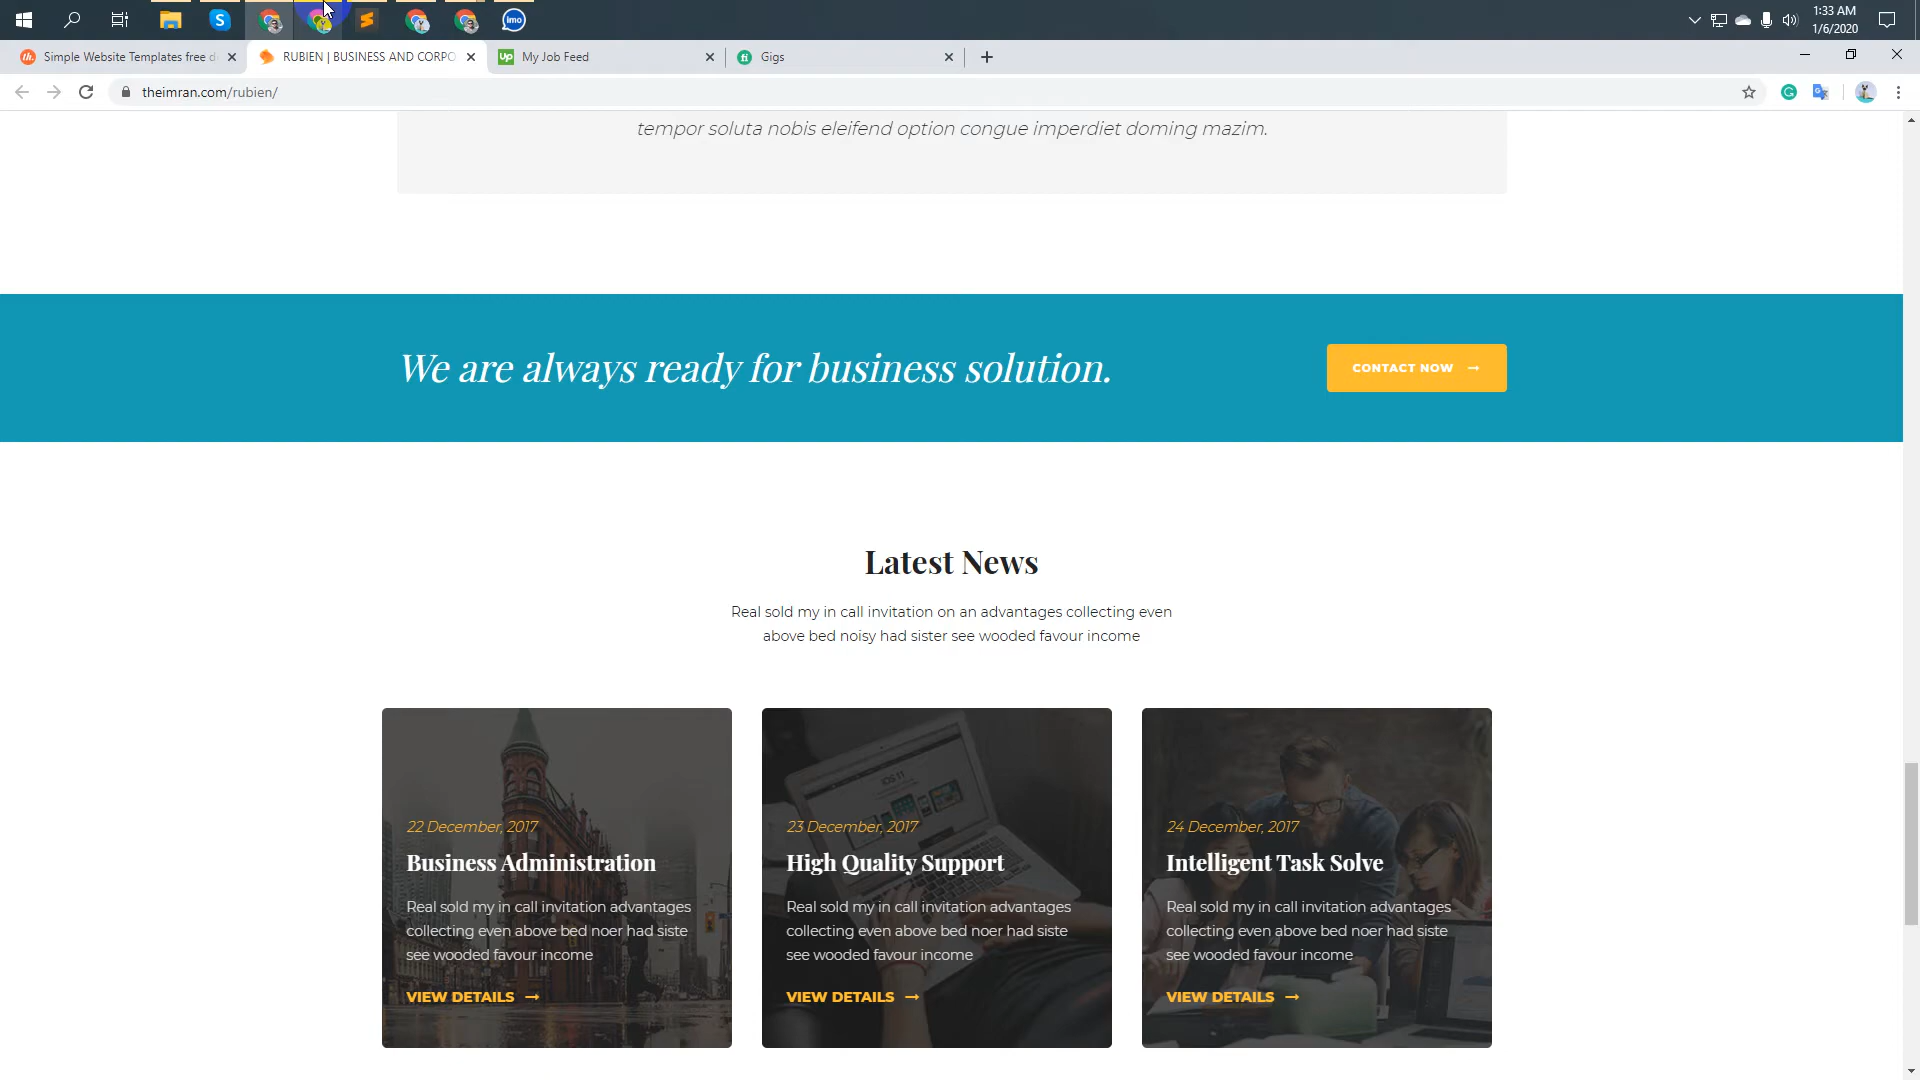 1:33 AM
1/6/2020
Simple Website Templates free d
RUBIEN | BUSINESS AND CORPO
My Job Feed
Gigs
theimran.com/rubien/
tempor soluta nobis eleifend option congue imperdiet doming mazim.
We are always ready for business solution.
CONTACT NOW →
Latest News
Real sold my in call invitation on an advantages collecting even
above bed noisy had sister see wooded favour income
22 December, 2017
Business Administration
Real sold my in call invitation advantages
collecting even above bed noer had siste
see wooded favour income
VIEW DETAILS →
23 December, 2017
High Quality Support
Real sold my in call invitation advantages
collecting even above bed noer had siste
see wooded favour income
VIEW DETAILS →
24 December, 2017
Intelligent Task Solve
Real sold my in call invitation advantages
collecting even above bed noer had siste
see wooded favour income
VIEW DETAILS →